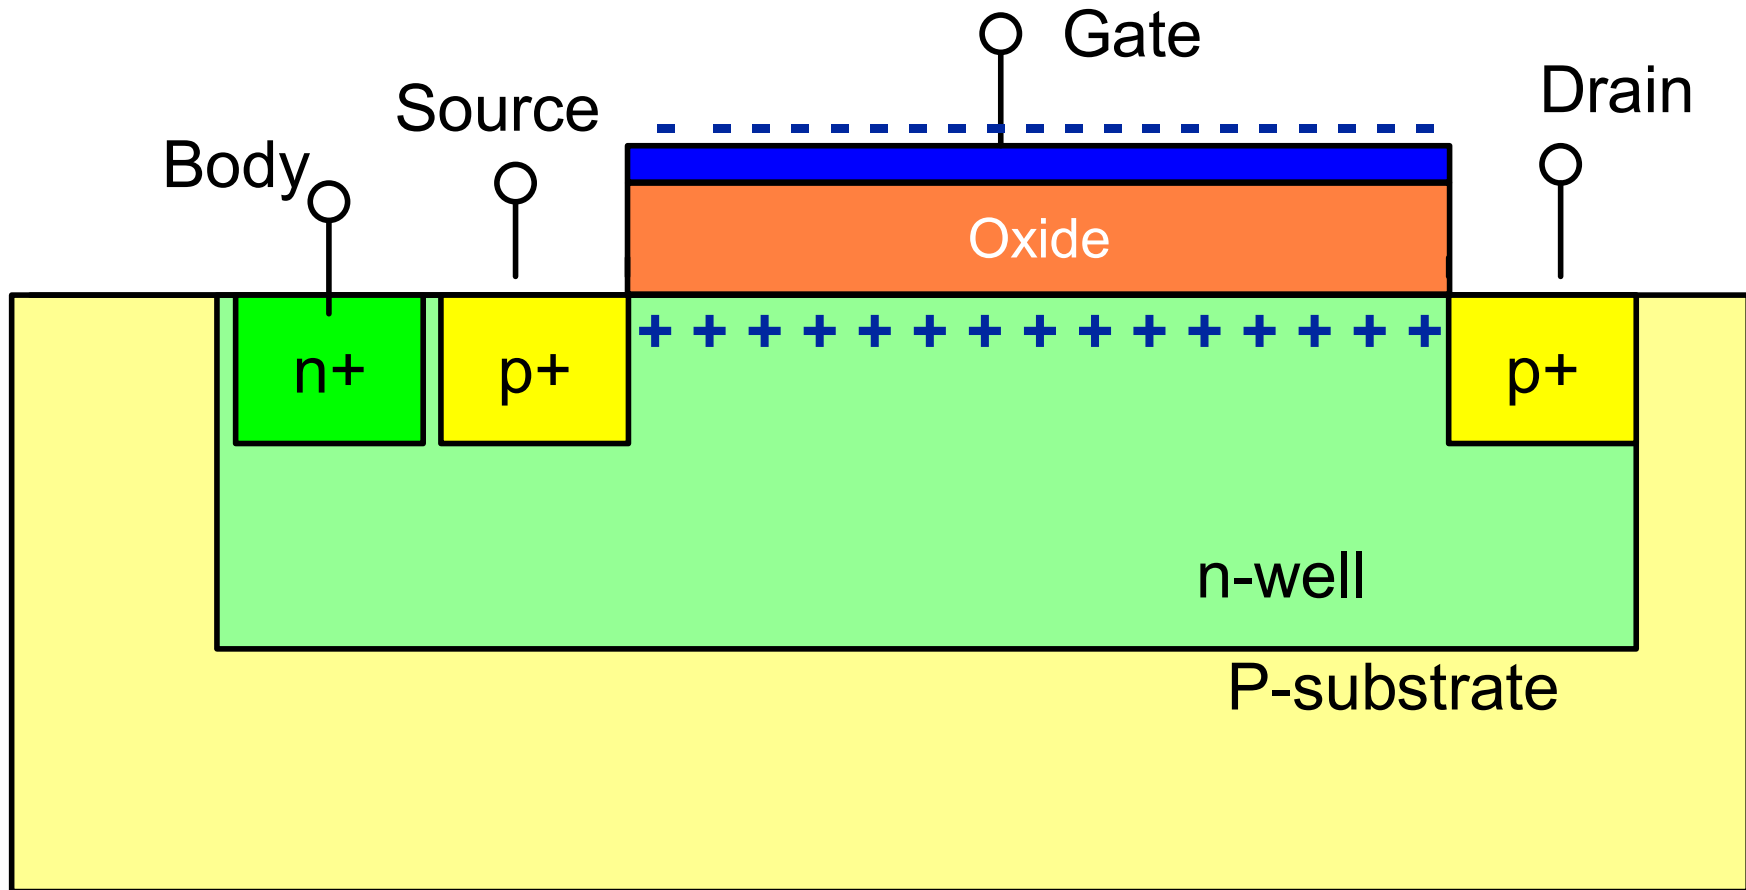 Gate
Drain
Source
Body
Oxide
- - - - - - - - - - - - - - - - - - - -
+ + + + + + + + + + + + + + +
n+
p+
p+
n-well
P-substrate